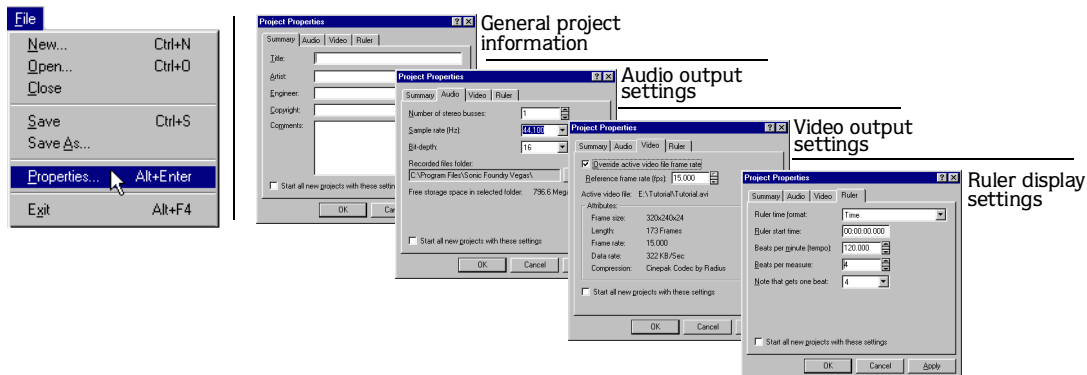 File
New... Ctrl+N
Open... Ctrl+O
Close
Save Ctrl+S
Save As...
Properties... Alt+Enter
Exit Alt+F4
Project Properties
Summary Audio Video Ruler
Title:
Artist:
Engineer:
Copyright:
Comments:
Start all new projects with these settin
OK Ca
General project
information
Project Properties
Summary Audio Video Ruler
Number of stereo busses: 1
Sample rate (Hz): 44,100
Bit-depth: 16
Recorded files folder:
C:\Program Files\Sonic Foundry Vegas\
Free storage space in selected folder: 796.6 Mega
Start all new projects with these settings
OK Cancel
Audio output
settings
Project Properties
Summary Audio Video Ruler
Override active video file frame rate
Reference frame rate (fps): 15.000
Active video file: E:\Tutorial\Tutorial.avi
Attributes:
Frame size: 320x240x24
Length: 173 Frames
Frame rate: 15.000
Data rate: 322 KB/Sec
Compression: Cinepak Codec by Radius
Start all new projects with these settings
OK Cancel
Video output
settings
Project Properties
Summary Audio Video Ruler
Ruler time format: Time
Ruler start time: 00:00:00.000
Beats per minute (tempo): 120.000
Beats per measure: 4
Note that gets one beat: 4
Start all new projects with these settings
OK Cancel Apply
Ruler display
settings